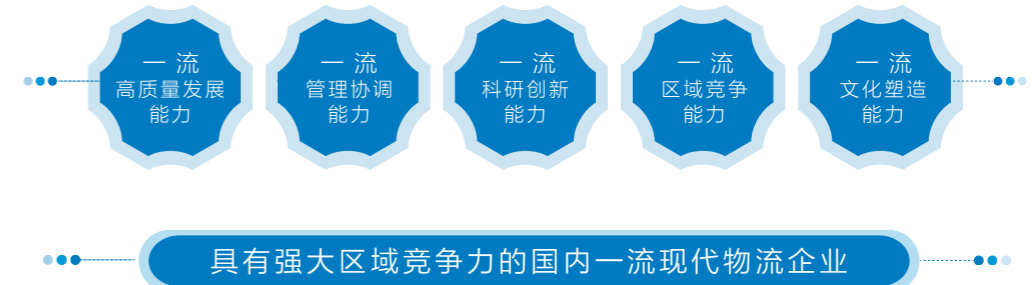 一流
高质量发展
能力
一流
管理协调
能力
一流
科研创新
能力
一流
区域竞争
能力
一流
文化塑造
能力
具有强大区域竞争力的国内一流现代物流企业